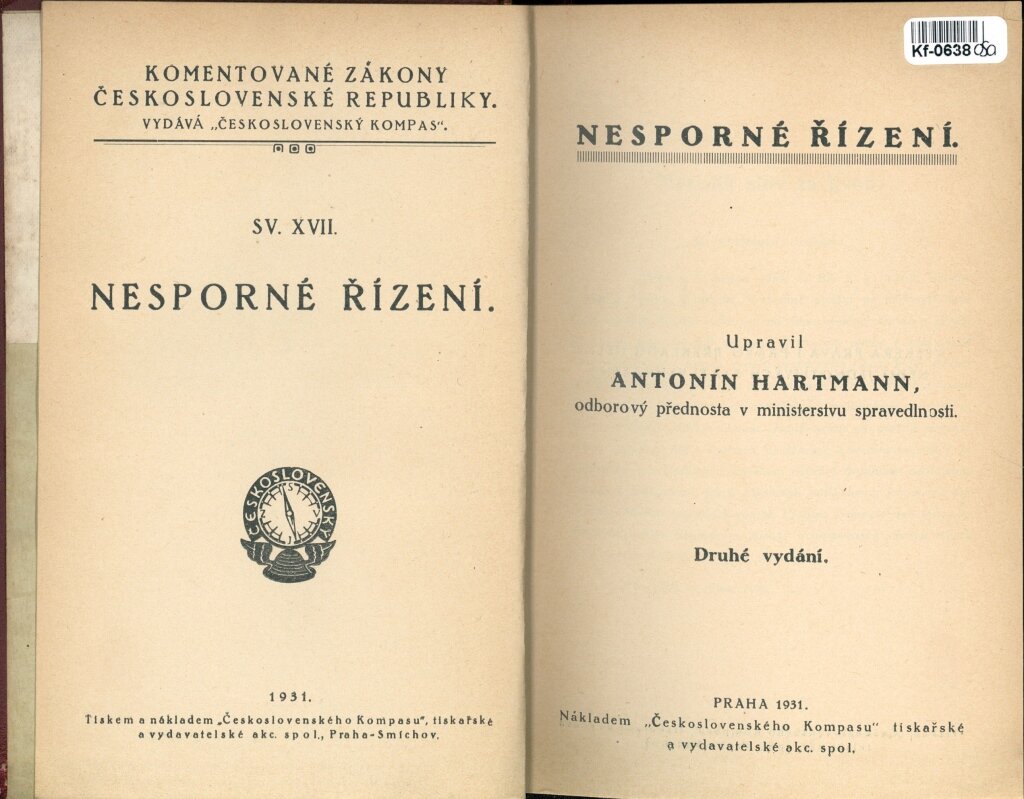 KOMENTOVANÉ ZÁKONY
ČESKOSLOVENSKÉ REPUBLIKY.
VYDÁVÁ „ČESKOSLOVENSKÝ KOMPAS“.
SV. XVII.
NESPORNÉ ŘÍZENÍ.
ČESKOSLOVENSKÝ
1931.
Tiskem a nákladem „Československého Kompasu“, tiskařské
a vydavatelské akc. spol., Praha-Smíchov.
Kf-0638
NESPORNÉ ŘÍZENÍ.
Upravil
ANTONÍN HARTMANN,
odborový přednosta v ministerstvu spravedlnosti.
Druhé vydání.
PRAHA 1931.
Nákladem „Československého Kompasu“ tiskařské
a vydavatelské akc. spol.